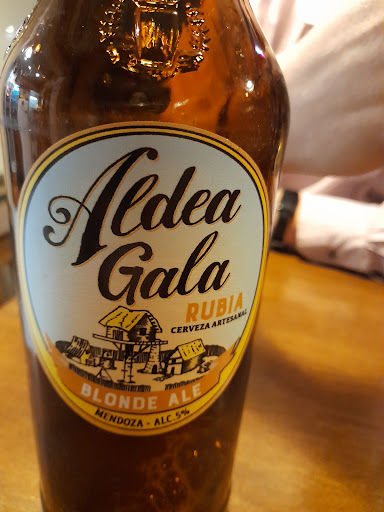 Aldea
Gala
RUBIA
CERVEZA ARTESANAL
BLONDE ALE
MENDOZA - ALC. 5%